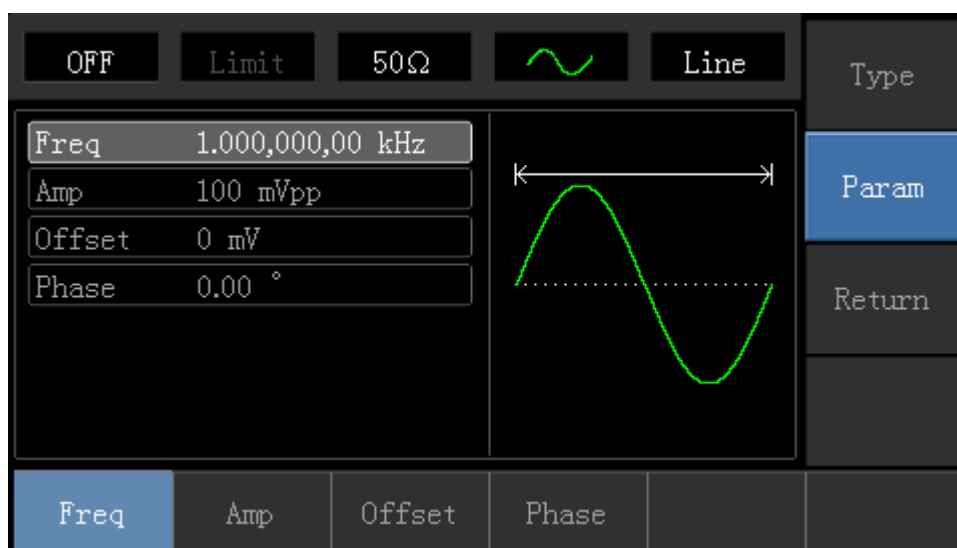 OFF Limit 50Ω Line
Type
Freq 1.000,000,00 kHz
Amp 100 mVpp
Offset 0 mV
Phase 0.00 °
Param
Return
Freq Amp Offset Phase